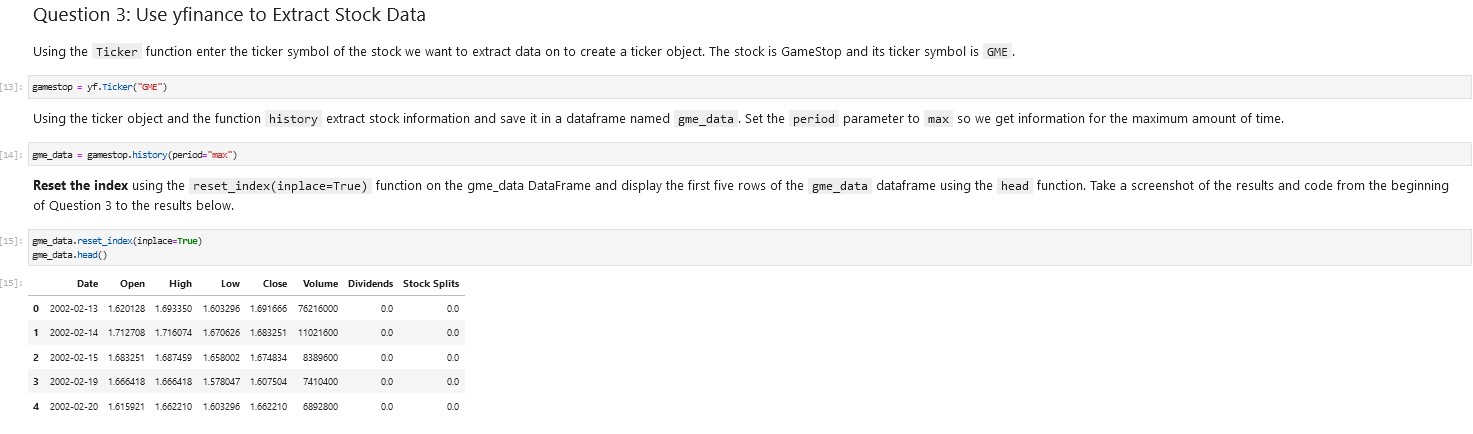 Question 3: Use yfinance to Extract Stock Data
Using the Ticker function enter the ticker symbol of the stock we want to extract data on to create a ticker object. The stock is GameStop and its ticker symbol is GME.
[13]: gamestop = yf.Ticker("GME")
Using the ticker object and the function history extract stock information and save it in a dataframe named gme_data. Set the period parameter to max so we get information for the maximum amount of time.
[14]: gme_data = gamestop.history(period="max")
Reset the index using the reset_index(inplace=True) function on the gme_data DataFrame and display the first five rows of the gme_data dataframe using the head function. Take a screenshot of the results and code from the beginning
of Question 3 to the results below.
[15]: gme_data.reset_index(inplace=True)
gme_data.head()
[15]: Date Open High Low Close Volume Dividends Stock Splits
0 2002-02-13 1.620128 1.693350 1.603296 1.691666 76216000 0.0 0.0
1 2002-02-14 1.712708 1.716074 1.670626 1.683251 11021600 0.0 0.0
2 2002-02-15 1.683251 1.687459 1.658002 1.674834 8389600 0.0 0.0
3 2002-02-19 1.666418 1.666418 1.578047 1.607504 7410400 0.0 0.0
4 2002-02-20 1.615921 1.662210 1.603296 1.662210 6892800 0.0 0.0